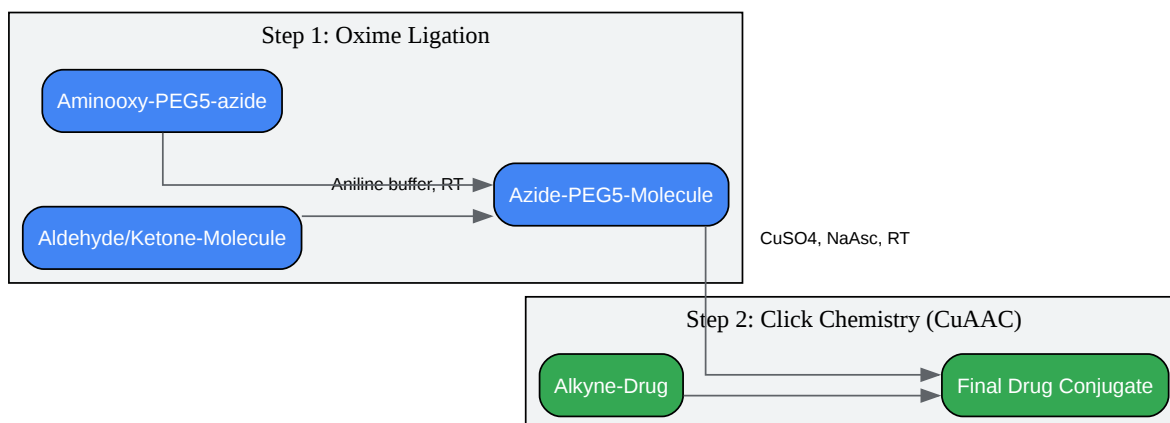 Step 1: Oxime Ligation
Aminooxy-PEG5-azide
Aniline buffer, RT
Azide-PEG5-Molecule
Aldehyde/Ketone-Molecule
CuSO4, NaAsc, RT
Step 2: Click Chemistry (CuAAC)
Alkyne-Drug
Final Drug Conjugate